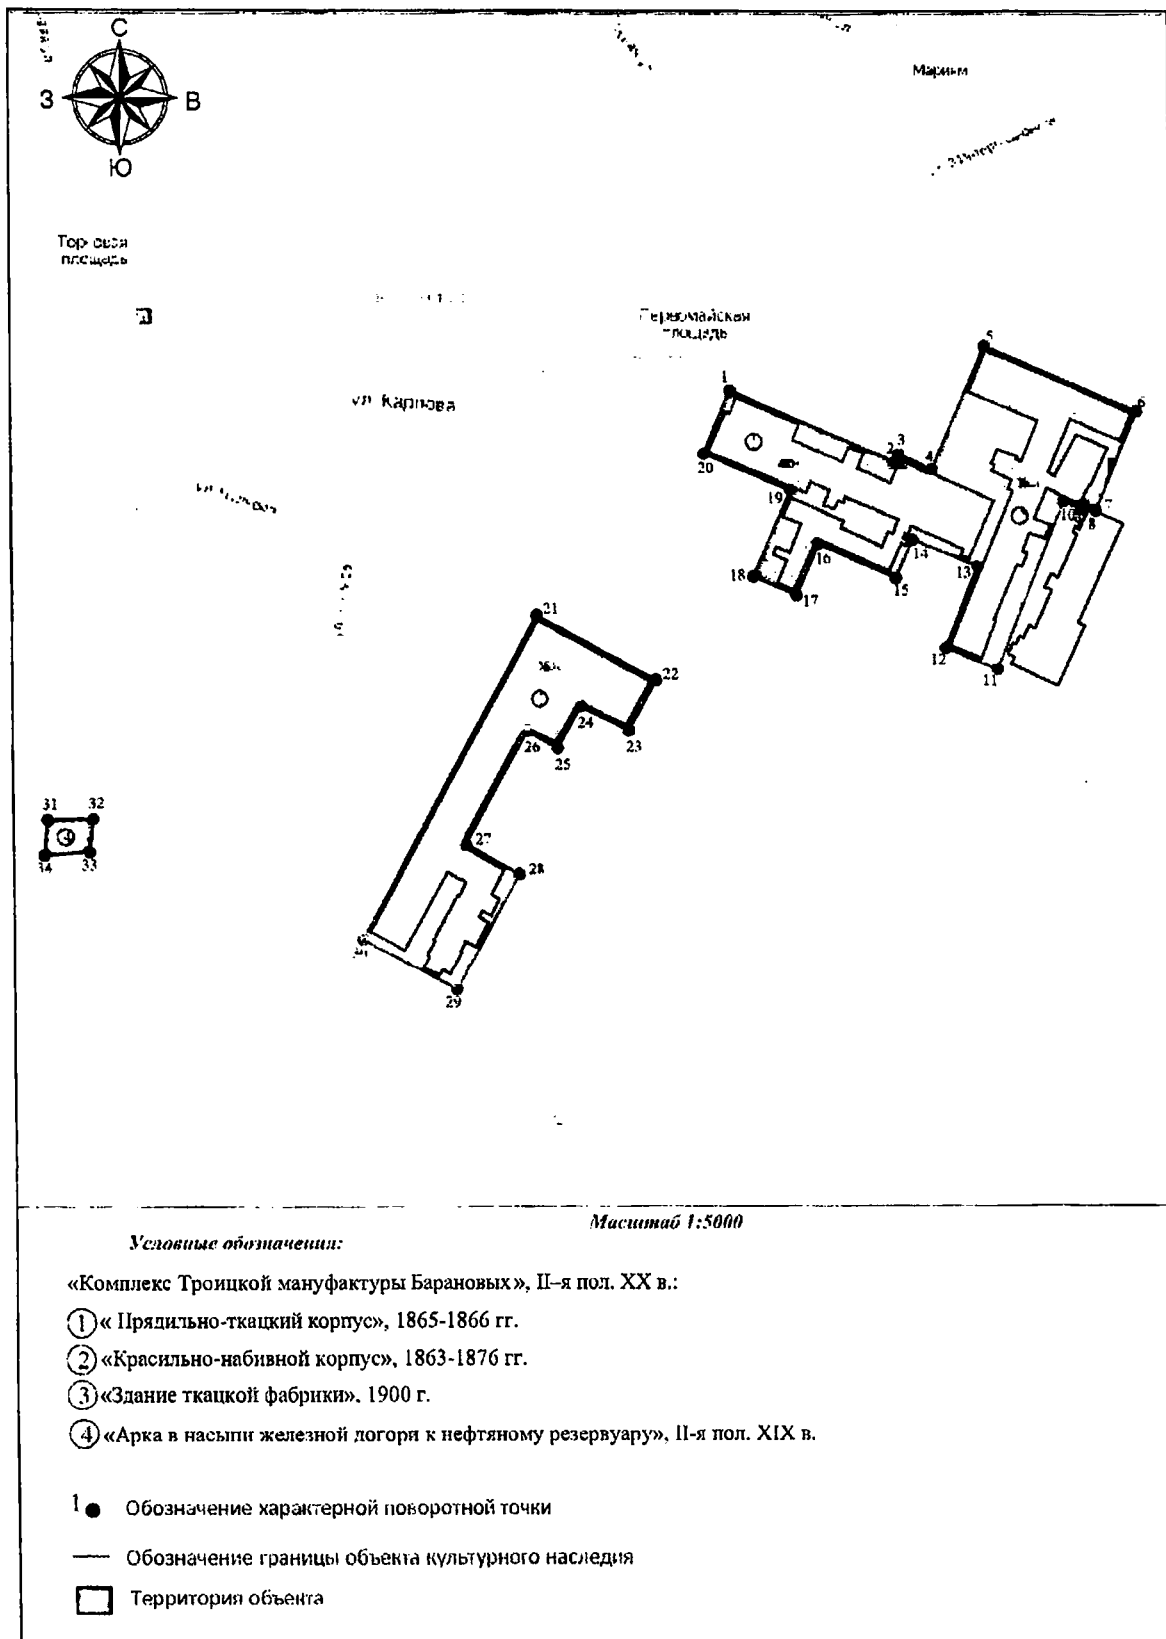 С
З
В
Ю
Мариин
площадь
Первомайская
площадь
ул. Карпова
1
2
3
4
5
6
7
8
10
11
12
13
14
15
16
17
18
19
20
21
22
23
24
25
26
27
28
29
31
32
33
34
4
Масштаб 1:5000
Условные обозначения:
«Комплекс Троицкой мануфактуры Барановых», II–я пол. XX в.:
1 « Прядильно-ткацкий корпус», 1865-1866 гг.
2 «Красильно-набивной корпус», 1863-1876 гг.
3 «Здание ткацкой фабрики». 1900 г.
4 «Арка в насыпи железной догори к нефтяному резервуару», II-я пол. XIX в.
1 Обозначение характерной поворотной точки
Обозначение границы объекта культурного наследия
Территория объекта